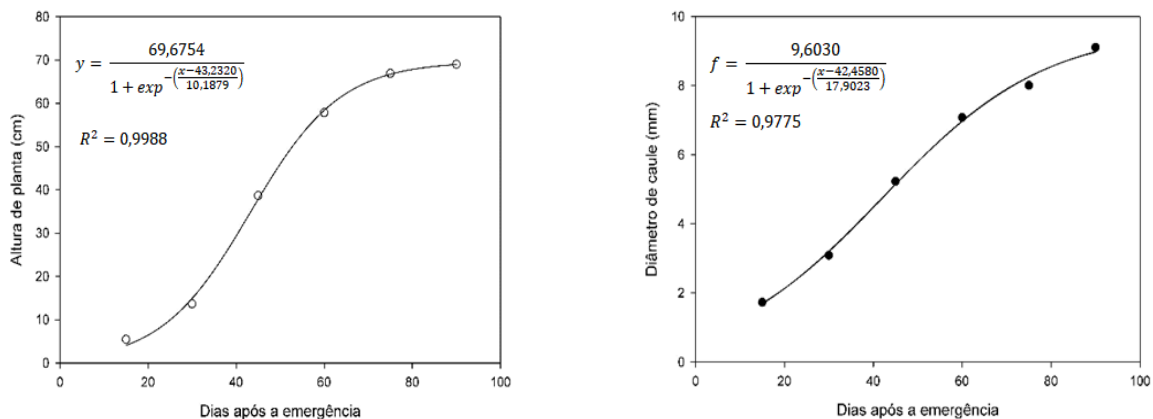 80
70
60
50
40
30
20
10
0
0 20 40 60 80 100
Altura de planta (cm)
Dias após a emergência
y = 69,6754 / 1 + exp^−((x−43,2320)/10,1879)
R² = 0,9988
10
8
6
4
2
0
0 20 40 60 80 100
Diâmetro de caule (mm)
Dias após a emergência
f = 9,6030 / 1 + exp^−((x−42,4580)/17,9023)
R² = 0,9775